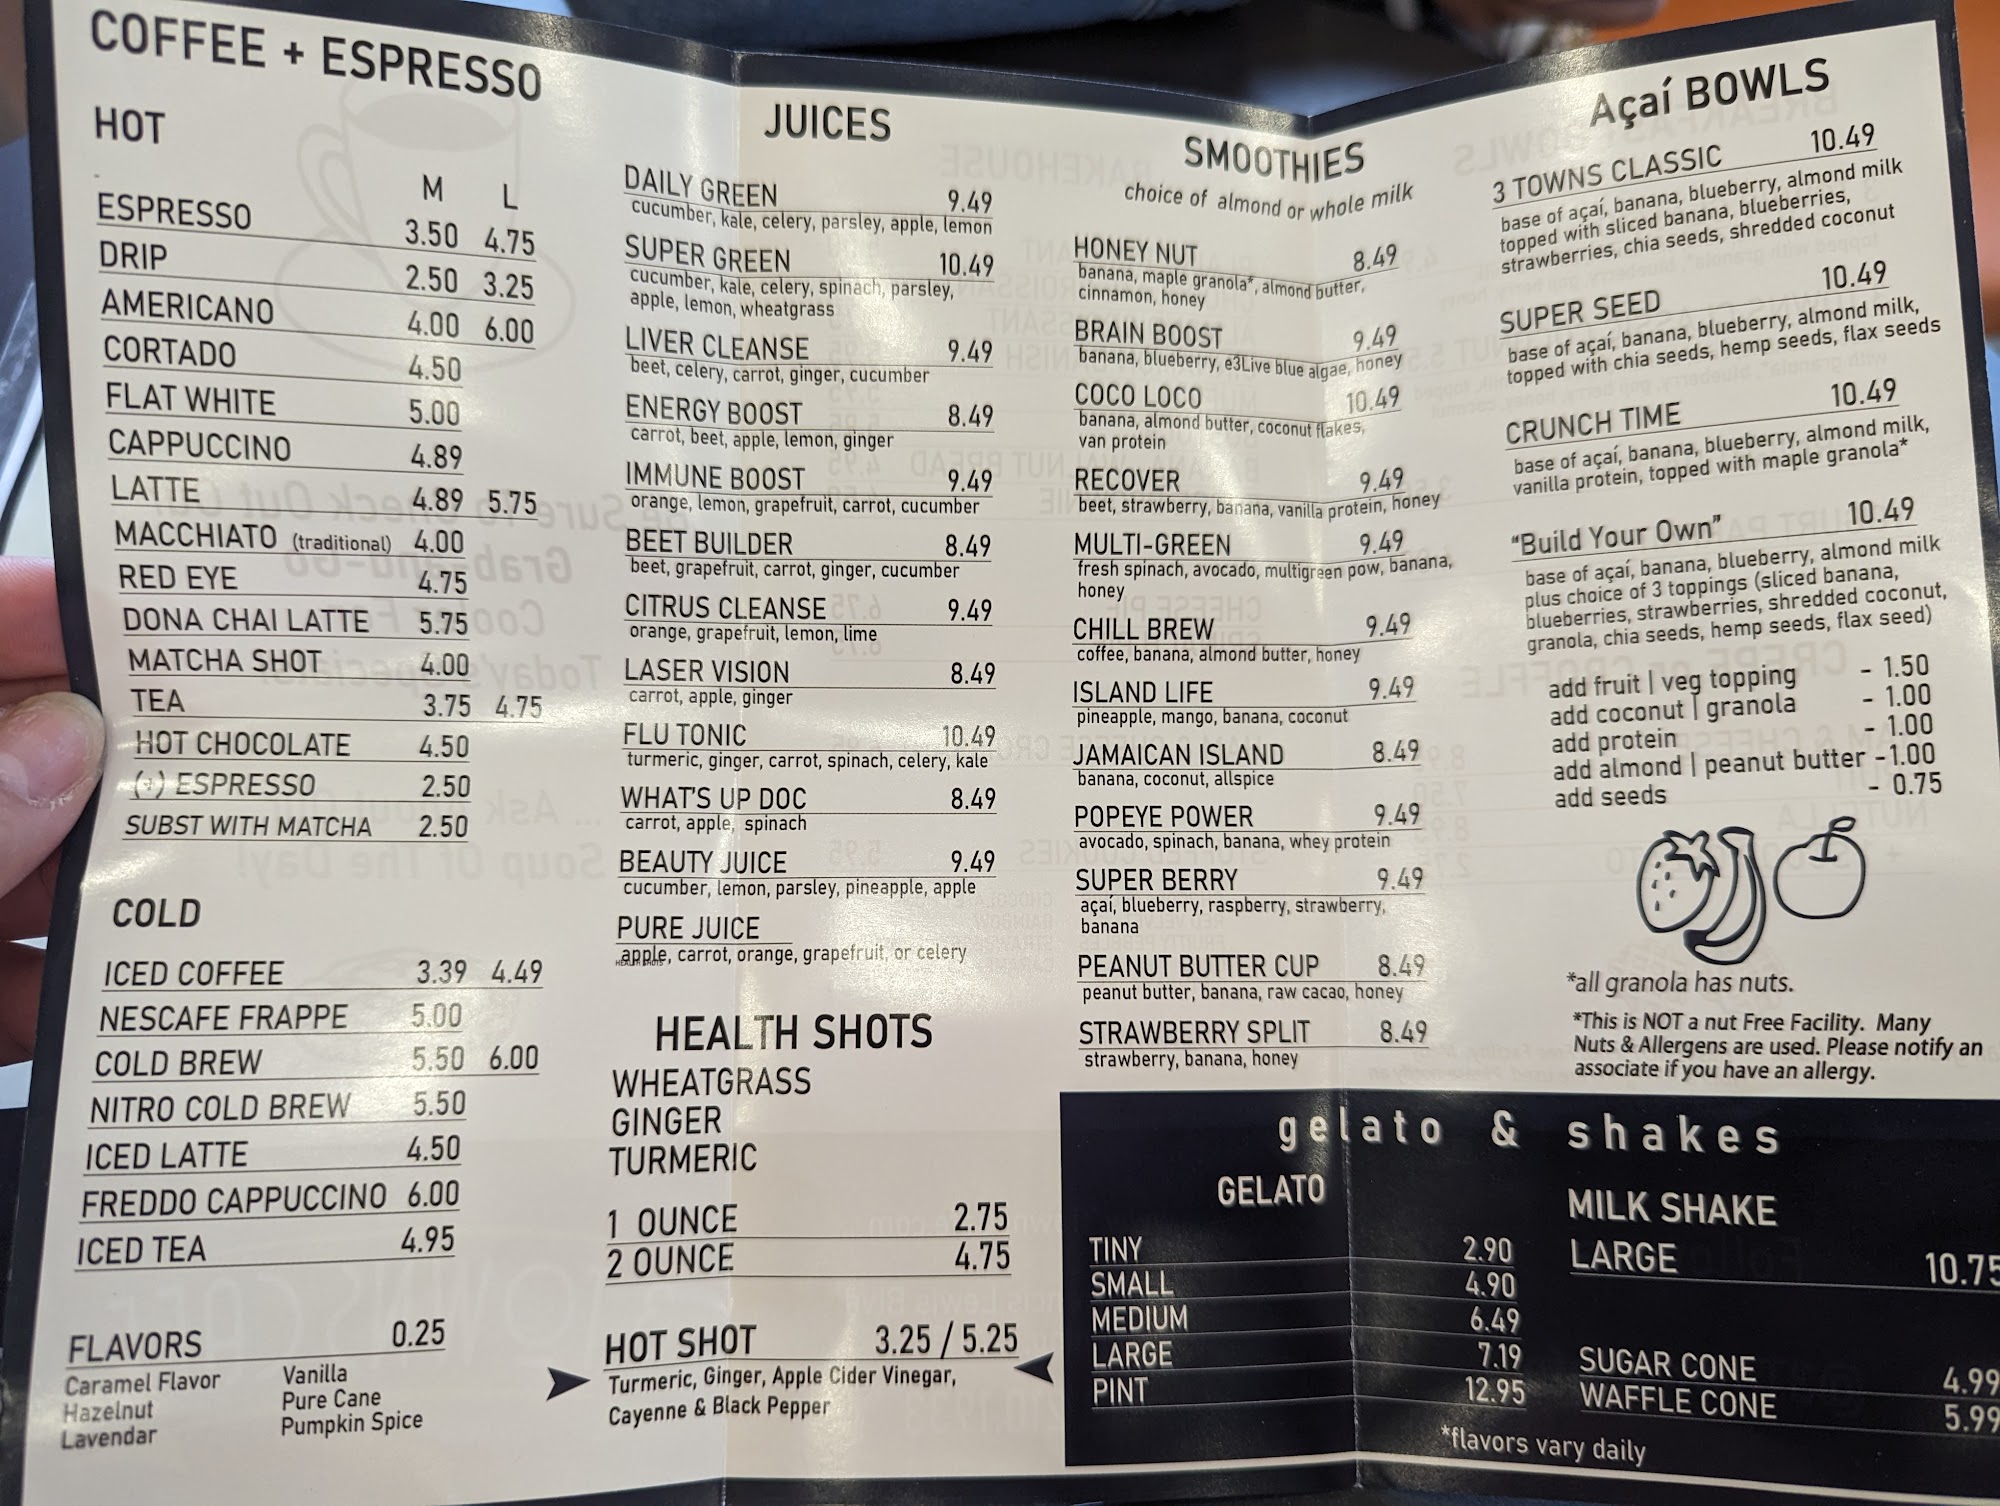 COFFEE + ESPRESSO
HOT
M L
ESPRESSO 3.50 4.75
DRIP 2.50 3.25
AMERICANO 4.00 6.00
CORTADO 4.50
FLAT WHITE 5.00
CAPPUCCINO 4.89
LATTE 4.89 5.75
MACCHIATO (traditional) 4.00
RED EYE 4.75
DONA CHAI LATTE 5.75
MATCHA SHOT 4.00
TEA 3.75 4.75
HOT CHOCOLATE 4.50
(+) ESPRESSO 2.50
SUBST WITH MATCHA 2.50
COLD
ICED COFFEE 3.39 4.49
NESCAFE FRAPPE 5.00
COLD BREW 5.50 6.00
NITRO COLD BREW 5.50
ICED LATTE 4.50
FREDDO CAPPUCCINO 6.00
ICED TEA 4.95
FLAVORS 0.25
Caramel Flavor
Hazelnut
Lavendar
Vanilla
Pure Cane
Pumpkin Spice
JUICES
DAILY GREEN 9.49
cucumber, kale, celery, parsley, apple, lemon
SUPER GREEN 10.49
cucumber, kale, celery, spinach, parsley,
apple, lemon, wheatgrass
LIVER CLEANSE 9.49
beet, celery, carrot, ginger, cucumber
ENERGY BOOST 8.49
carrot, beet, apple, lemon, ginger
IMMUNE BOOST 9.49
orange, lemon, grapefruit, carrot, cucumber
BEET BUILDER 8.49
beet, grapefruit, carrot, ginger, cucumber
CITRUS CLEANSE 9.49
orange, grapefruit, lemon, lime
LASER VISION 8.49
carrot, apple, ginger
FLU TONIC 10.49
turmeric, ginger, carrot, spinach, celery, kale
WHAT'S UP DOC 8.49
carrot, apple, spinach
BEAUTY JUICE 9.49
cucumber, lemon, parsley, pineapple, apple
PURE JUICE
apple, carrot, orange, grapefruit, or celery
HEALTH SHOTS
HEALTH SHOTS
WHEATGRASS
GINGER
TURMERIC
1 OUNCE 2.75
2 OUNCE 4.75
HOT SHOT 3.25 / 5.25
Turmeric, Ginger, Apple Cider Vinegar,
Cayenne & Black Pepper
SMOOTHIES
choice of almond or whole milk
HONEY NUT 8.49
banana, maple granola*, almond butter,
cinnamon, honey
BRAIN BOOST 9.49
banana, blueberry, e3Live blue algae, honey
COCO LOCO 10.49
banana, almond butter, coconut flakes,
van protein
RECOVER 9.49
beet, strawberry, banana, vanilla protein, honey
MULTI-GREEN 9.49
fresh spinach, avocado, multigreen pow, banana,
honey
CHILL BREW 9.49
coffee, banana, almond butter, honey
ISLAND LIFE 9.49
pineapple, mango, banana, coconut
JAMAICAN ISLAND 8.49
banana, coconut, allspice
POPEYE POWER 9.49
avocado, spinach, banana, whey protein
SUPER BERRY 9.49
açaí, blueberry, raspberry, strawberry,
banana
PEANUT BUTTER CUP 8.49
peanut butter, banana, raw cacao, honey
STRAWBERRY SPLIT 8.49
strawberry, banana, honey
Açaí BOWLS
3 TOWNS CLASSIC 10.49
base of açaí, banana, blueberry, almond milk
topped with sliced banana, blueberries,
strawberries, chia seeds, shredded coconut
SUPER SEED 10.49
base of açaí, banana, blueberry, almond milk,
topped with chia seeds, hemp seeds, flax seeds
CRUNCH TIME 10.49
base of açaí, banana, blueberry, almond milk,
vanilla protein, topped with maple granola*
"Build Your Own" 10.49
base of açaí, banana, blueberry, almond milk
plus choice of 3 toppings (sliced banana,
blueberries, strawberries, shredded coconut,
granola, chia seeds, hemp seeds, flax seed)
add fruit | veg topping - 1.50
add coconut | granola - 1.00
add protein - 1.00
add almond | peanut butter - 1.00
add seeds - 0.75
*all granola has nuts.
*This is NOT a nut Free Facility. Many
Nuts & Allergens are used. Please notify an
associate if you have an allergy.
gelato & shakes
GELATO
TINY 2.90
SMALL 4.90
MEDIUM 6.49
LARGE 7.19
PINT 12.95
MILK SHAKE
LARGE 10.75
SUGAR CONE 4.99
WAFFLE CONE 5.99
*flavors vary daily